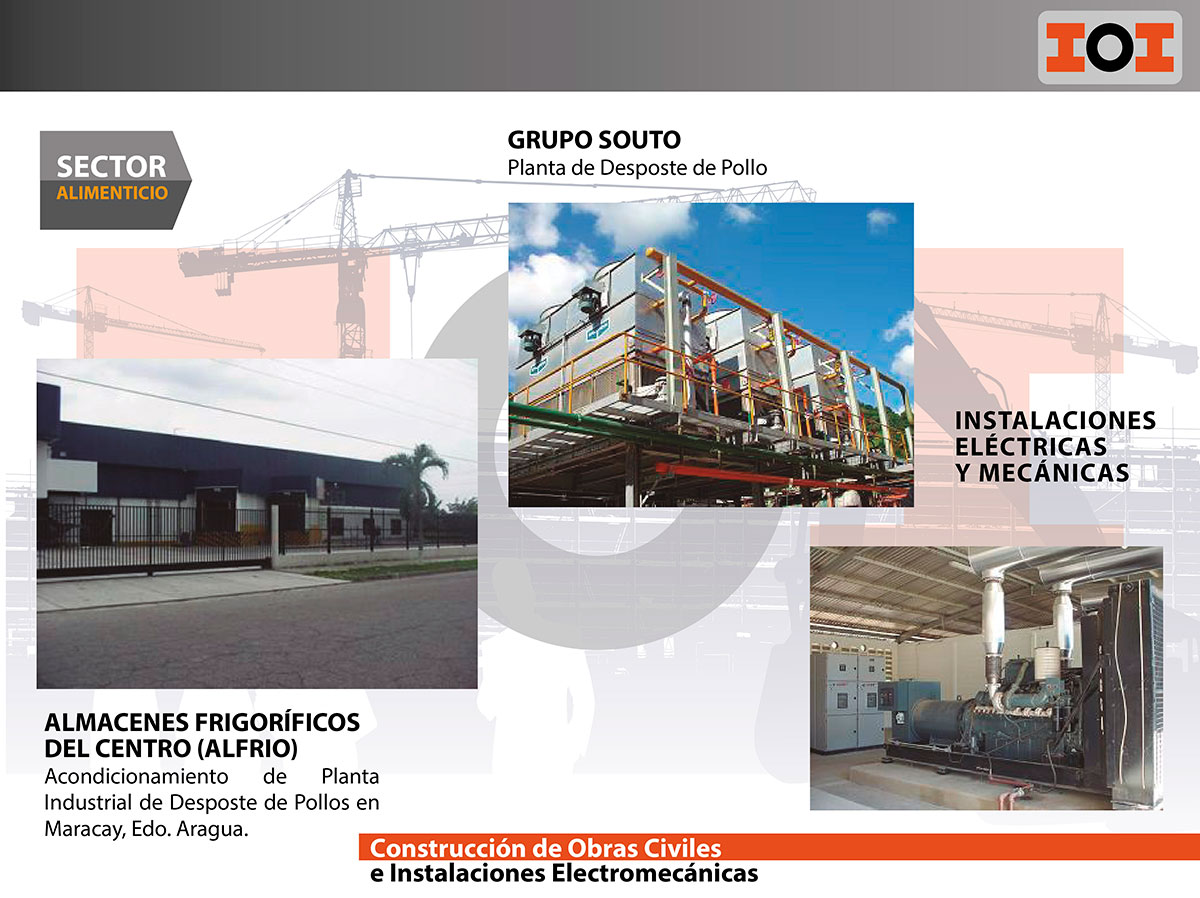 IOI
SECTOR
ALIMENTICIO
GRUPO SOUTO
Planta de Desposte de Pollo
INSTALACIONES
ELÉCTRICAS
Y MECÁNICAS
ALMACENES FRIGORÍFICOS
DEL CENTRO (ALFRIO)
Acondicionamiento de Planta
Industrial de Desposte de Pollos en
Maracay, Edo. Aragua.
Construcción de Obras Civiles
e Instalaciones Electromecánicas